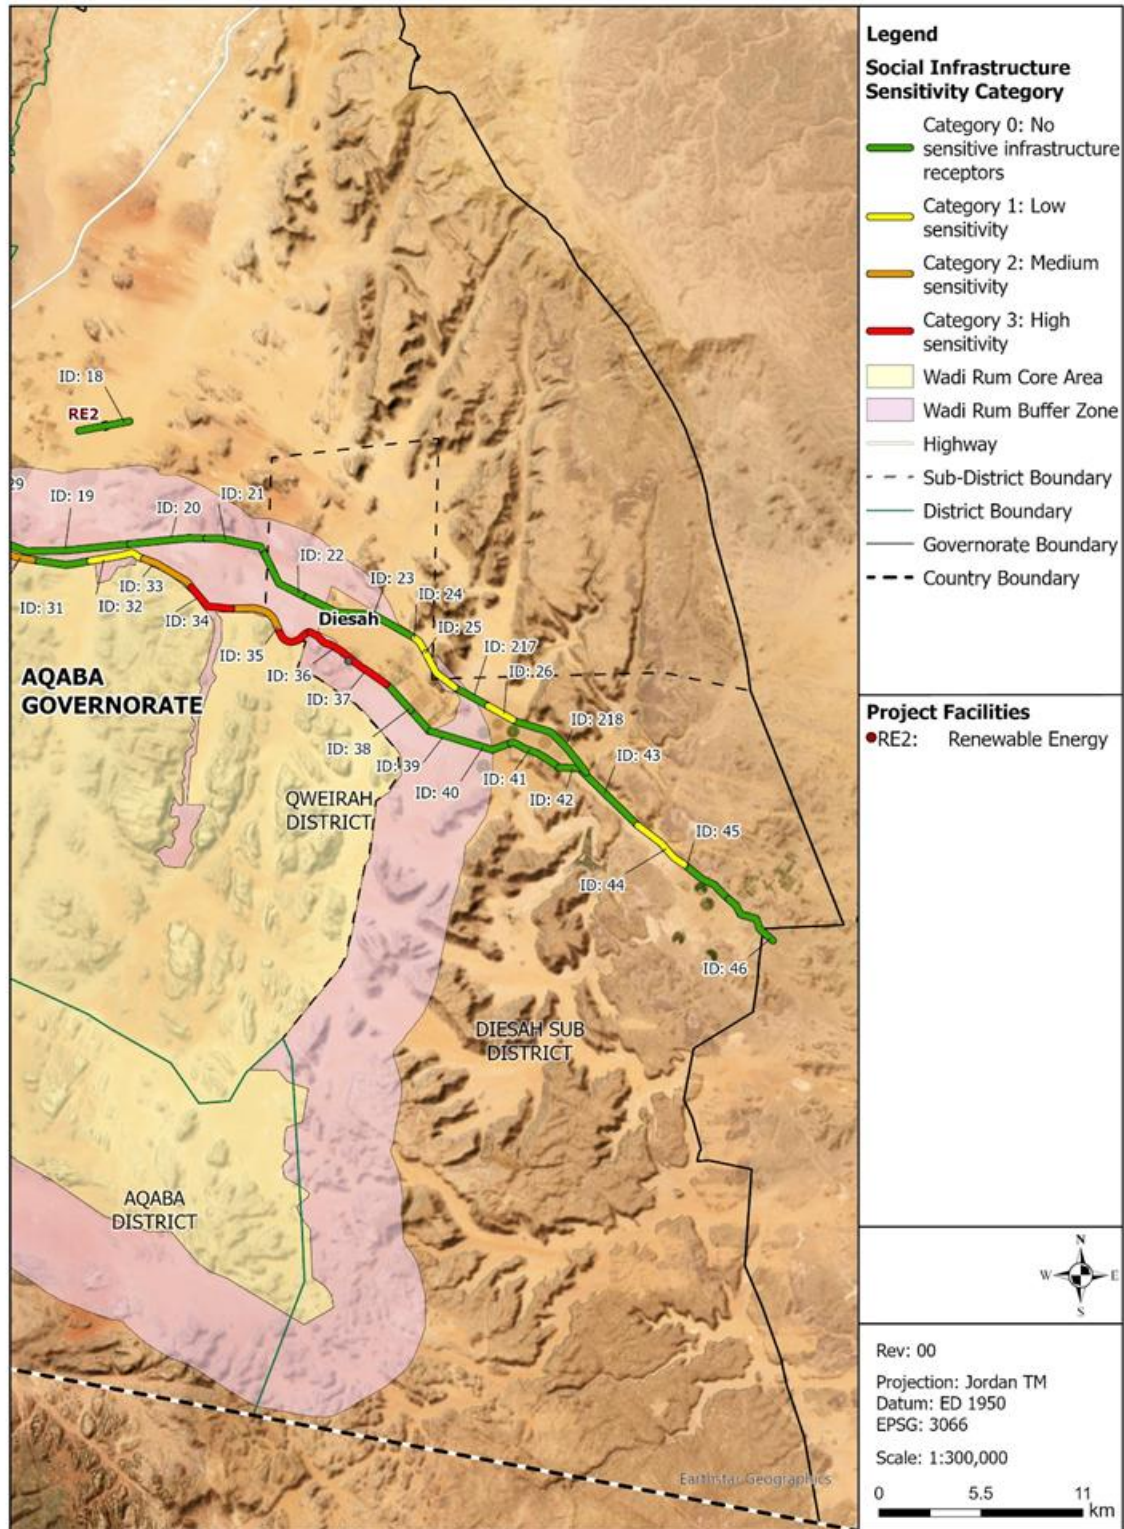 ID: 18
RE2
29
ID: 19
ID: 20
ID: 21
ID: 22
ID: 23
ID: 24
ID: 25
ID: 217
ID: 26
ID: 218
ID: 43
ID: 31
ID: 32
ID: 33
ID: 34
ID: 35
ID: 36
ID: 37
ID: 38
ID: 39
ID: 40
ID: 41
ID: 42
ID: 45
ID: 44
ID: 46
Diesah
AQABA
GOVERNORATE
QWEIRAH
DISTRICT
DIESAH SUB
DISTRICT
AQABA
DISTRICT
Earthstar Geographics
Legend
Social Infrastructure
Sensitivity Category
Category 0: No
sensitive infrastructure
receptors
Category 1: Low
sensitivity
Category 2: Medium
sensitivity
Category 3: High
sensitivity
Wadi Rum Core Area
Wadi Rum Buffer Zone
Highway
Sub-District Boundary
District Boundary
Governorate Boundary
Country Boundary
Project Facilities
RE2: Renewable Energy
N
W E
S
Rev: 00
Projection: Jordan TM
Datum: ED 1950
EPSG: 3066
Scale: 1:300,000
0 5.5 11
km